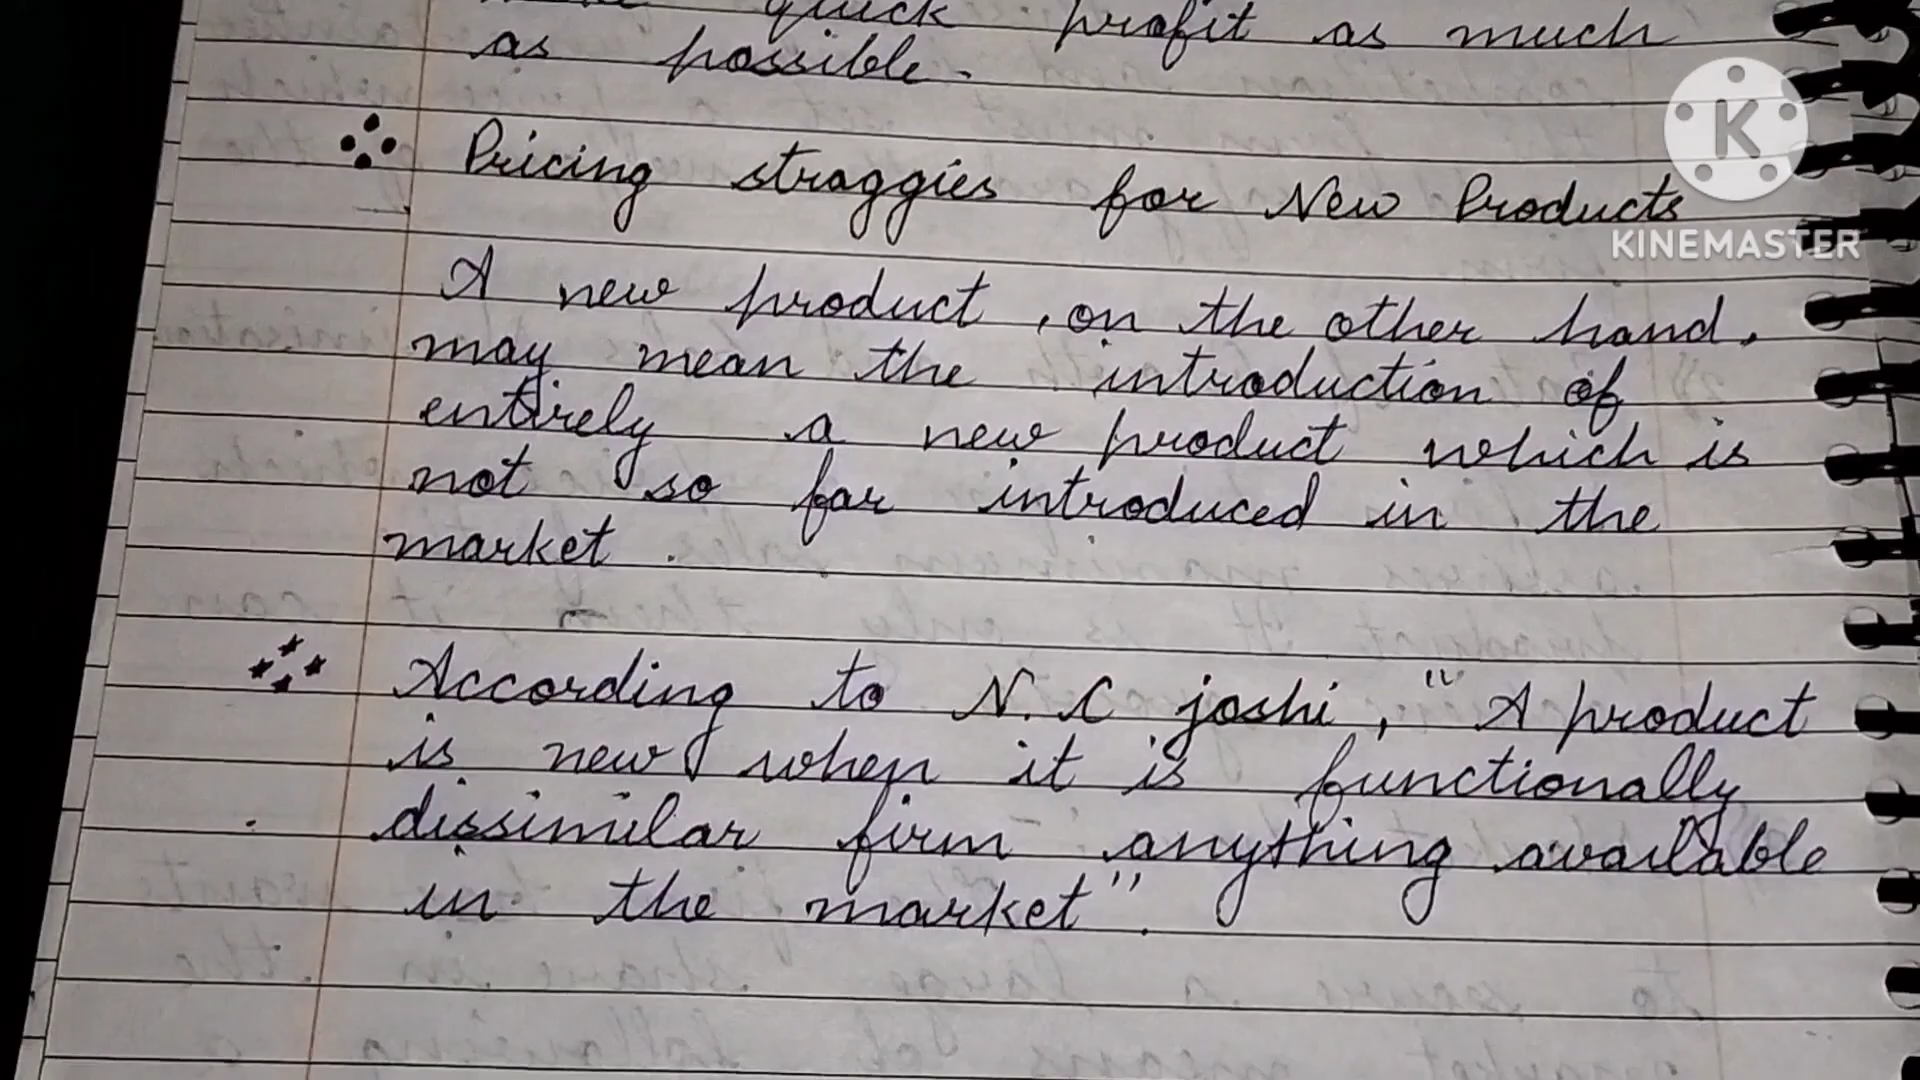 quick profit as much
as possible.
Pricing straggies for New Products
A new product, on the other hand.
may mean the introduction of
entirely a new product which is
not so far introduced in the
market.
According to N.C joshi, "A product
is new when it is functionally
dissimilar firm anything available
in the market".
K
KINEMASTER